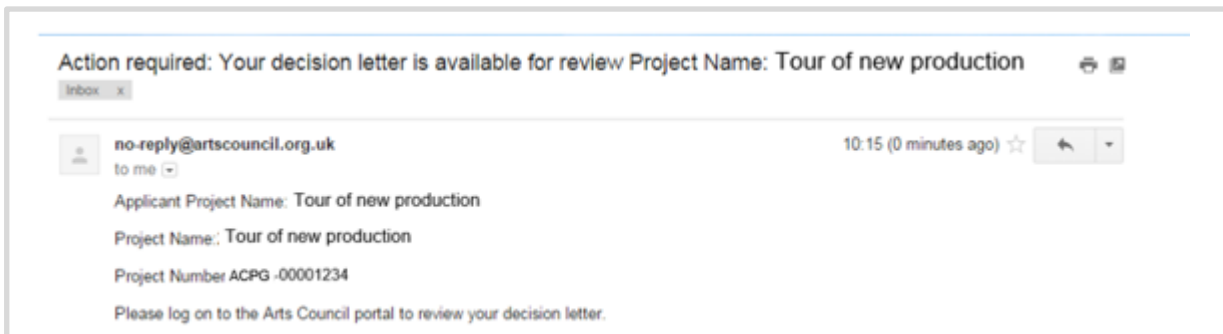 Action required: Your decision letter is available for review Project Name: Tour of new production
Inbox x
no-reply@artscouncil.org.uk 10:15 (0 minutes ago)
to me
Applicant Project Name: Tour of new production
Project Name:: Tour of new production
Project Number ACPG -00001234
Please log on to the Arts Council portal to review your decision letter.